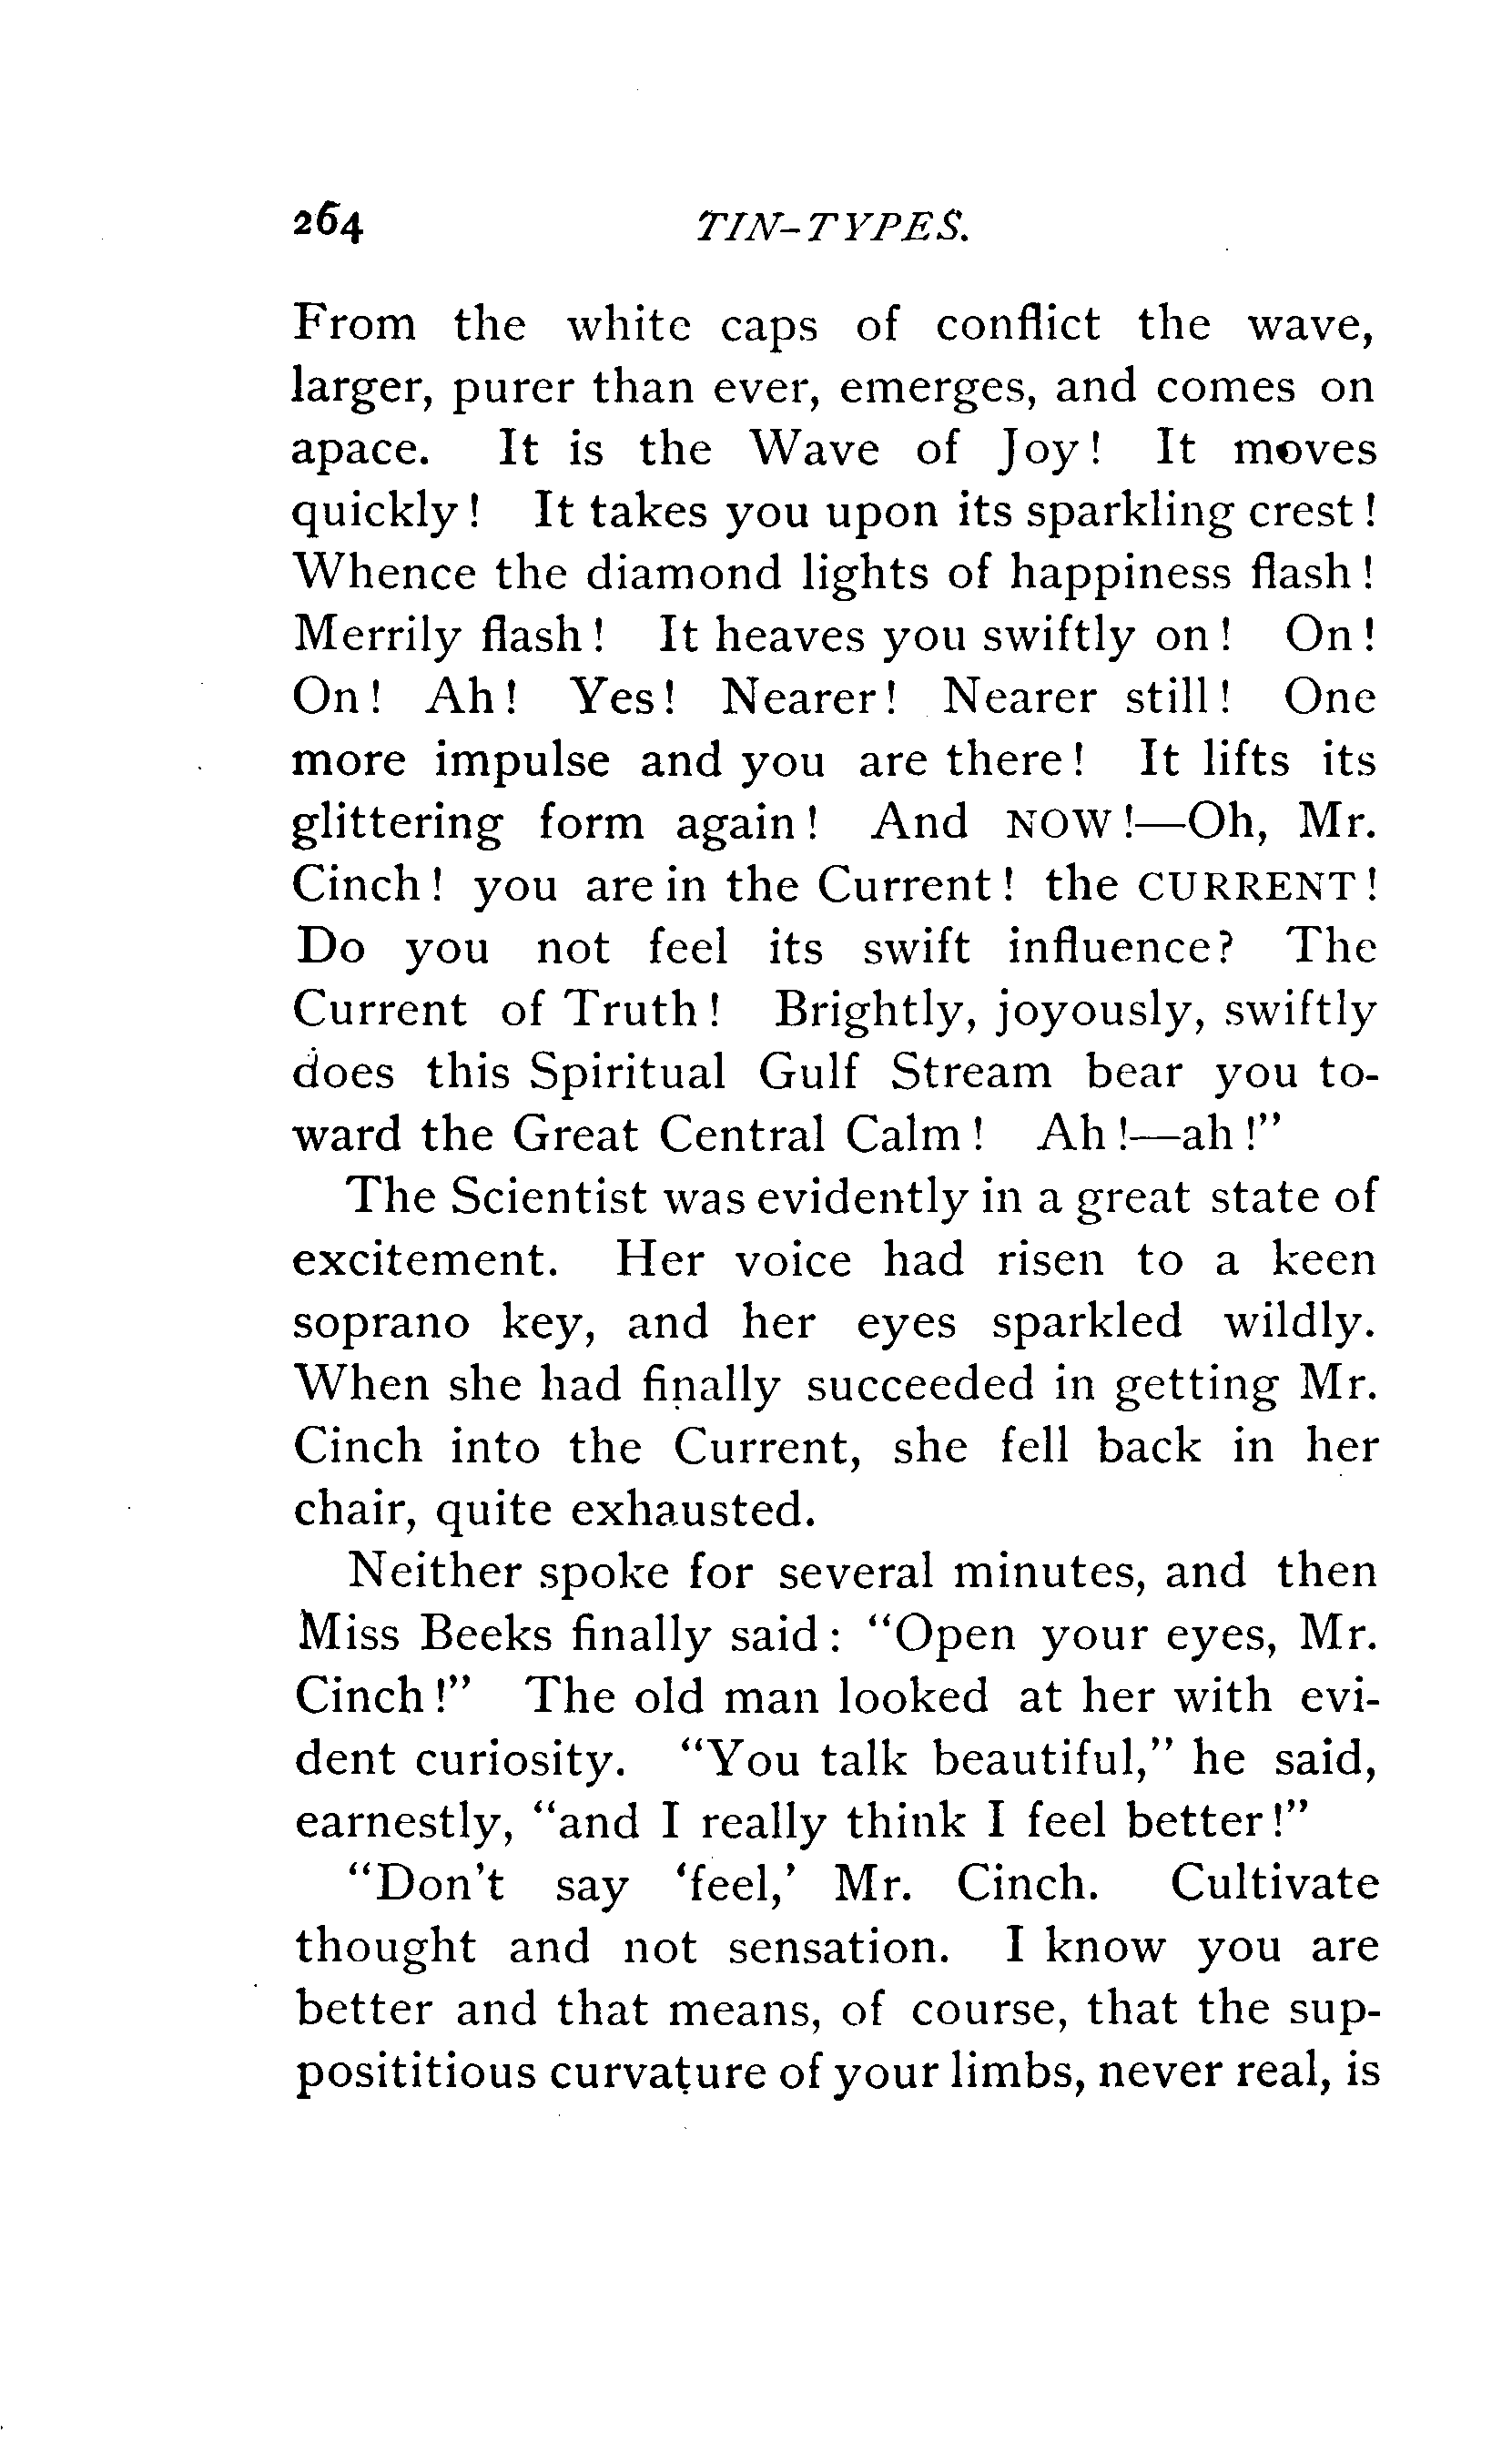 264 TIN-TYPES.
From the white caps of conflict the wave,
larger, purer than ever, emerges, and comes on
apace. It is the Wave of Joy! It moves
quickly! It takes you upon its sparkling crest!
Whence the diamond lights of happiness flash!
Merrily flash! It heaves you swiftly on! On!
On! Ah! Yes! Nearer! Nearer still! One
more impulse and you are there! It lifts its
glittering form again! And NOW!—Oh, Mr.
Cinch! you are in the Current! the CURRENT!
Do you not feel its swift influence? The
Current of Truth! Brightly, joyously, swiftly
does this Spiritual Gulf Stream bear you to-
ward the Great Central Calm! Ah!—ah!"
The Scientist was evidently in a great state of
excitement. Her voice had risen to a keen
soprano key, and her eyes sparkled wildly.
When she had finally succeeded in getting Mr.
Cinch into the Current, she fell back in her
chair, quite exhausted.
Neither spoke for several minutes, and then
Miss Beeks finally said: "Open your eyes, Mr.
Cinch!" The old man looked at her with evi-
dent curiosity. "You talk beautiful," he said,
earnestly, "and I really think I feel better!"
"Don't say 'feel,' Mr. Cinch. Cultivate
thought and not sensation. I know you are
better and that means, of course, that the sup-
posititious curvature of your limbs, never real, is